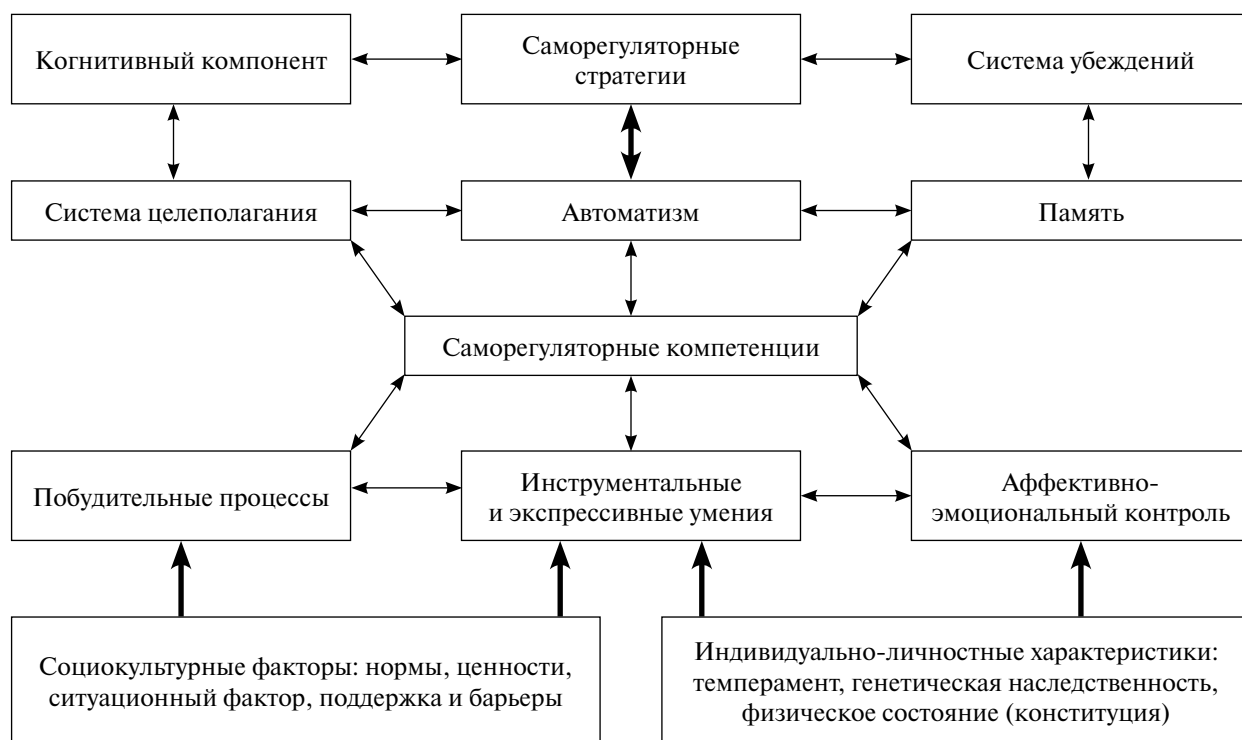 Когнитивный компонент
Саморегуляторные
стратегии
Система убеждений
Система целеполагания
Автоматизм
Память
Саморегуляторные компетенции
Побудительные процессы
Инструментальные
и экспрессивные умения
Аффективно-
эмоциональный контроль
Социокультурные факторы: нормы, ценности,
ситуационный фактор, поддержка и барьеры
Индивидуально-личностные характеристики:
темперамент, генетическая наследственность,
физическое состояние (конституция)